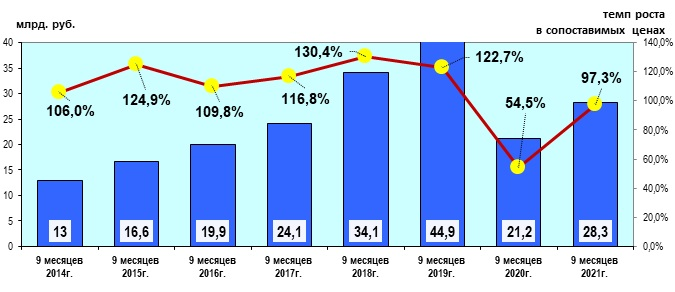 млрд. руб.
темп роста
в сопоставимых ценах
40
35
30
25
20
15
10
5
0
140,0%
120,0%
100,0%
80,0%
60,0%
40,0%
20,0%
0,0%
106,0%
124,9%
109,8%
116,8%
130,4%
122,7%
54,5%
97,3%
13
16,6
19,9
24,1
34,1
44,9
21,2
28,3
9 месяцев
2014г.
9 месяцев
2015г.
9 месяцев
2016г.
9 месяцев
2017г.
9 месяцев
2018г.
9 месяцев
2019г.
9 месяцев
2020г.
9 месяцев
2021г.